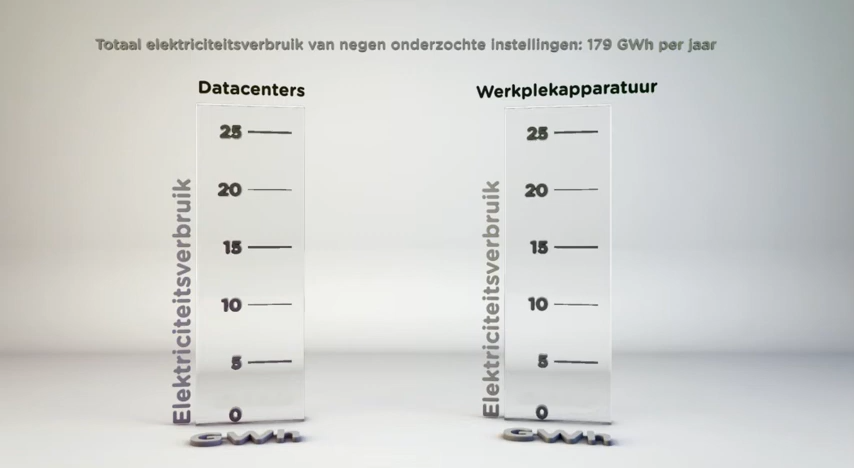 Totaal elektriciteitsverbruik van negen onderzochte instellingen: 179 GWh per jaar
Datacenters
25
20
15
10
5
0
Elektriciteitsverbruik
GWh
Werkplekapparatuur
25
20
15
10
5
0
Elektriciteitsverbruik
GWh